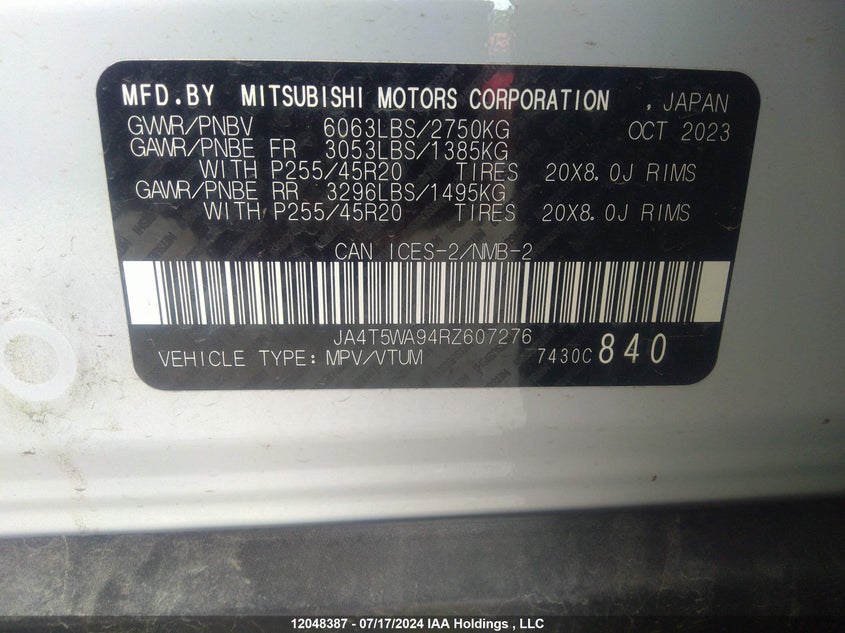 MFD.BY MITSUBISHI MOTORS CORPORATION , JAPAN
GVWR/PNBV 6063LBS/2750KG OCT 2023
GAWR/PNBE FR 3053LBS/1385KG
WITH P255/45R20 TIRES 20X8.0J RIMS
GAWR/PNBE RR 3296LBS/1495KG
WITH P255/45R20 TIRES 20X8.0J RIMS
CAN ICES-2/NMB-2
JA4T5WA94RZ607276
VEHICLE TYPE: MPV/VTUM 7430C 840
12048387 - 07/17/2024 IAA Holdings , LLC